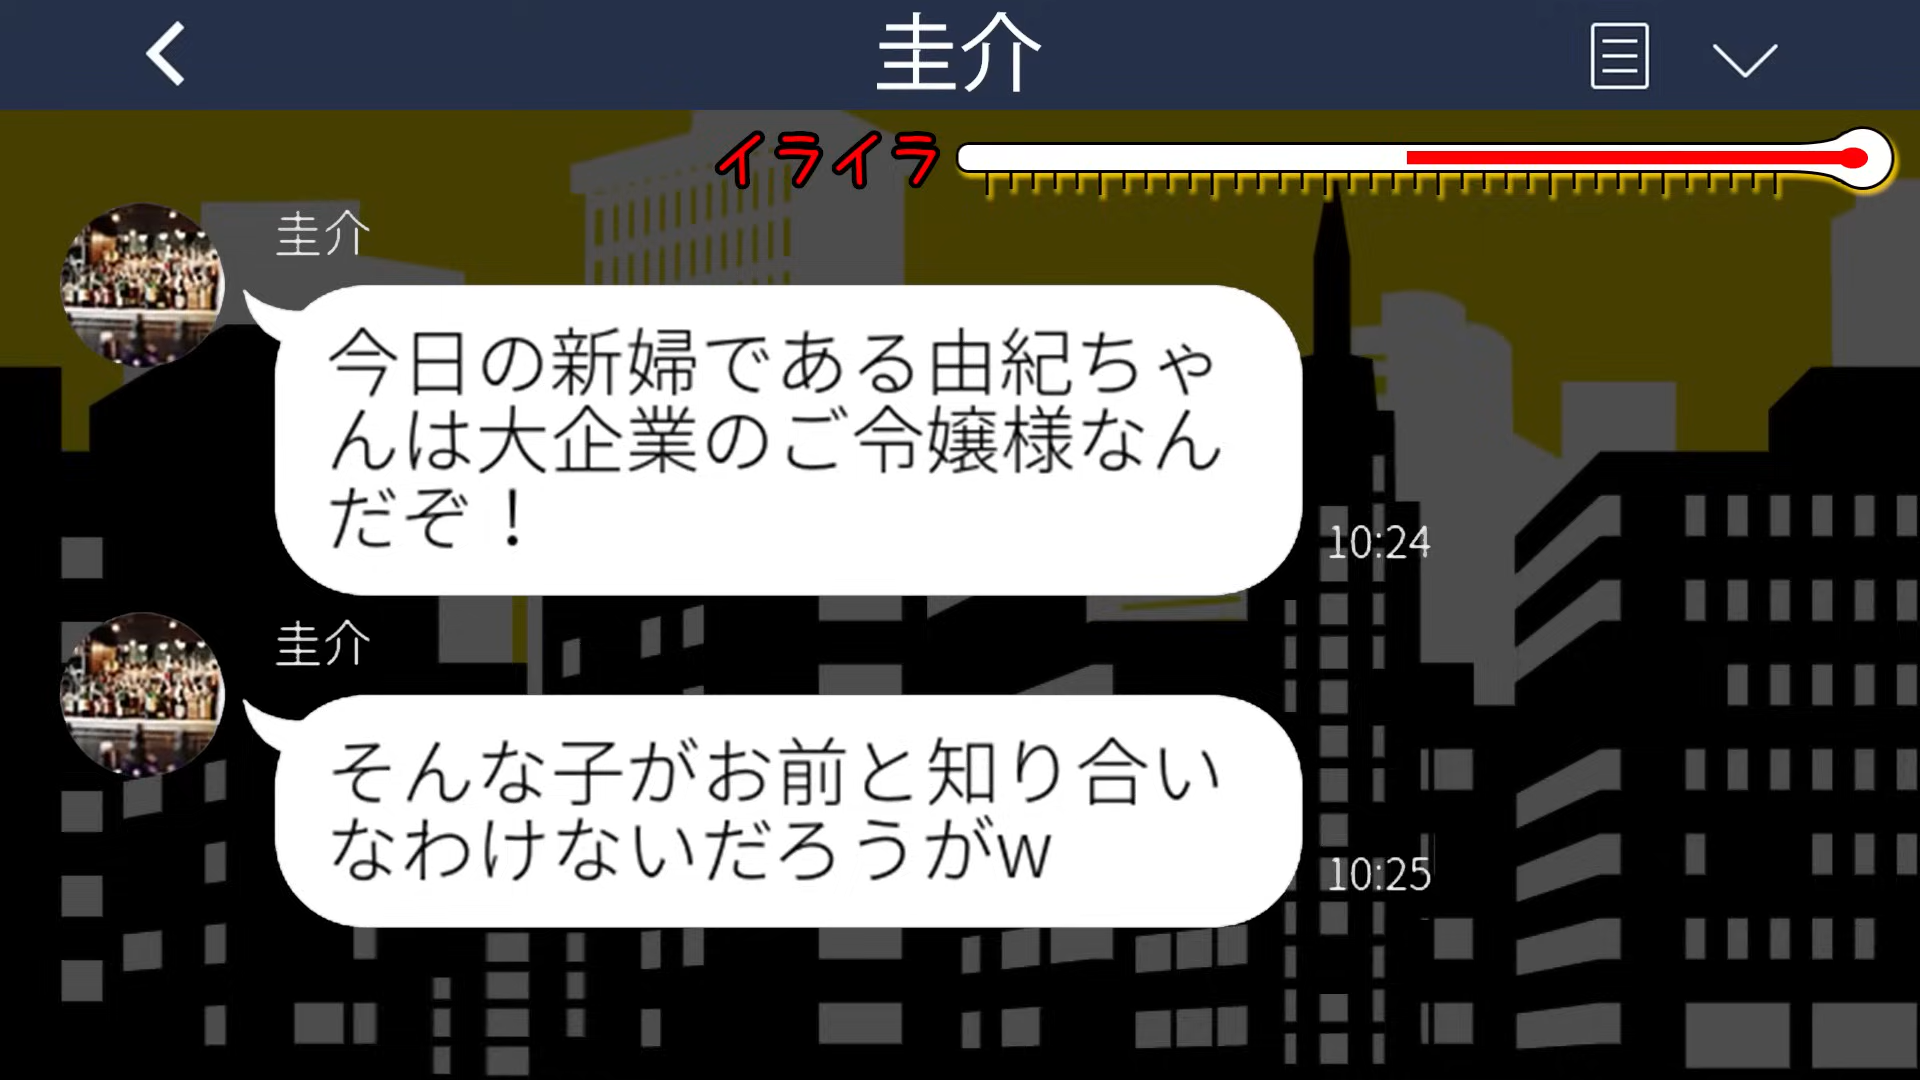 圭介
イライラ
圭介
今日の新婦である由紀ちゃ
んは大企業のご令嬢様なん
だぞ！
10:24
圭介
そんな子がお前と知り合い
なわけないだろうがw
10:25